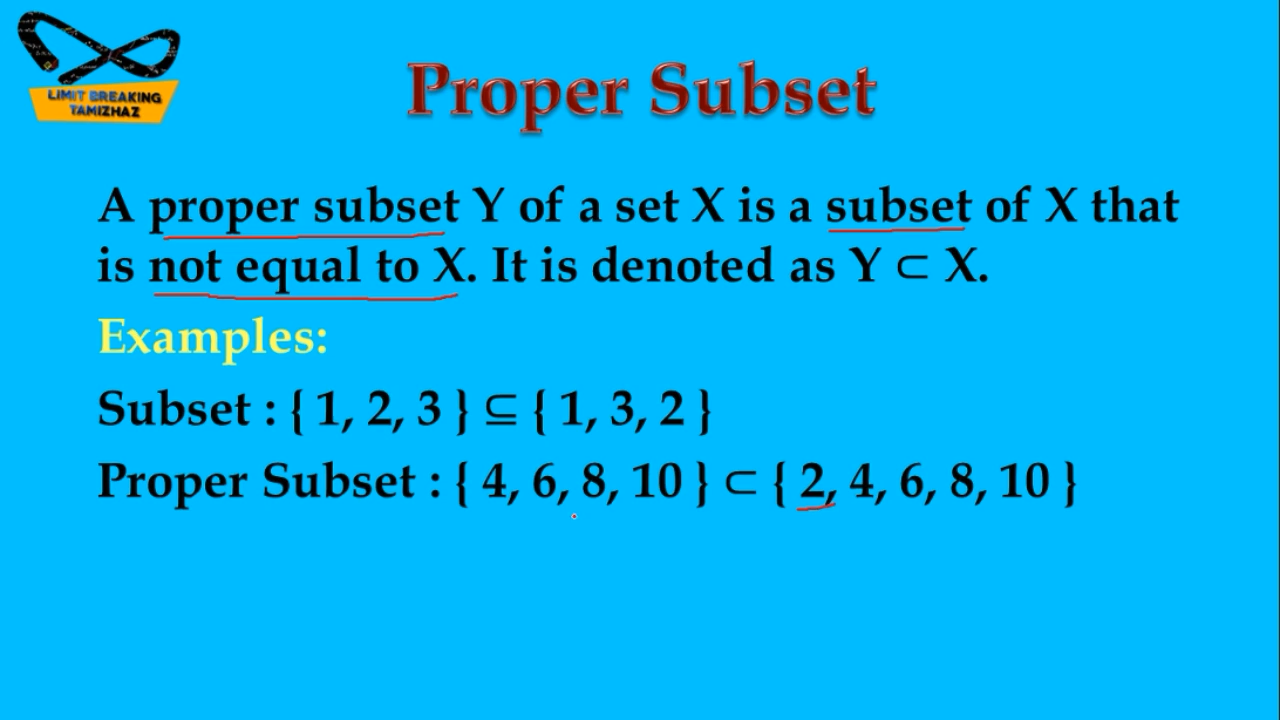 LIMIT BREAKING
TAMIZHAZ
Proper Subset
A proper subset Y of a set X is a subset of X that
is not equal to X. It is denoted as Y ⊂ X.
Examples:
Subset : { 1, 2, 3 } ⊆ { 1, 3, 2 }
Proper Subset : { 4, 6, 8, 10 } ⊂ { 2, 4, 6, 8, 10 }